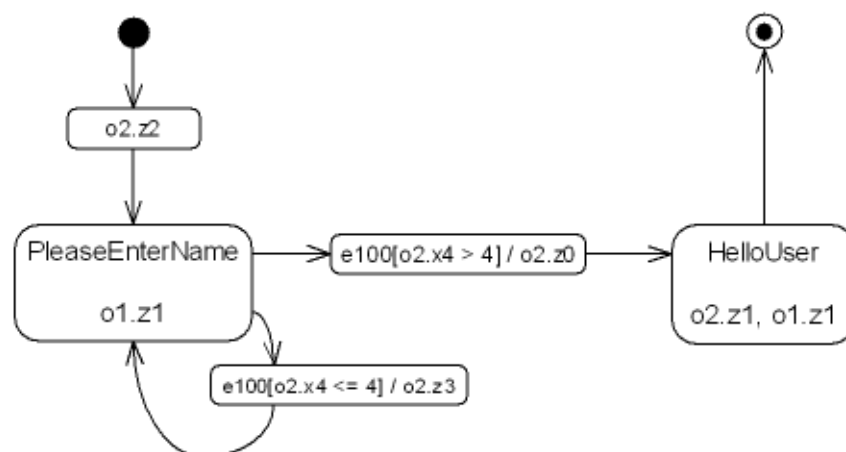 o2.z2
PleaseEnterName
o1.z1
e100[o2.x4 > 4] / o2.z0
HelloUser
o2.z1, o1.z1
e100[o2.x4 <= 4] / o2.z3